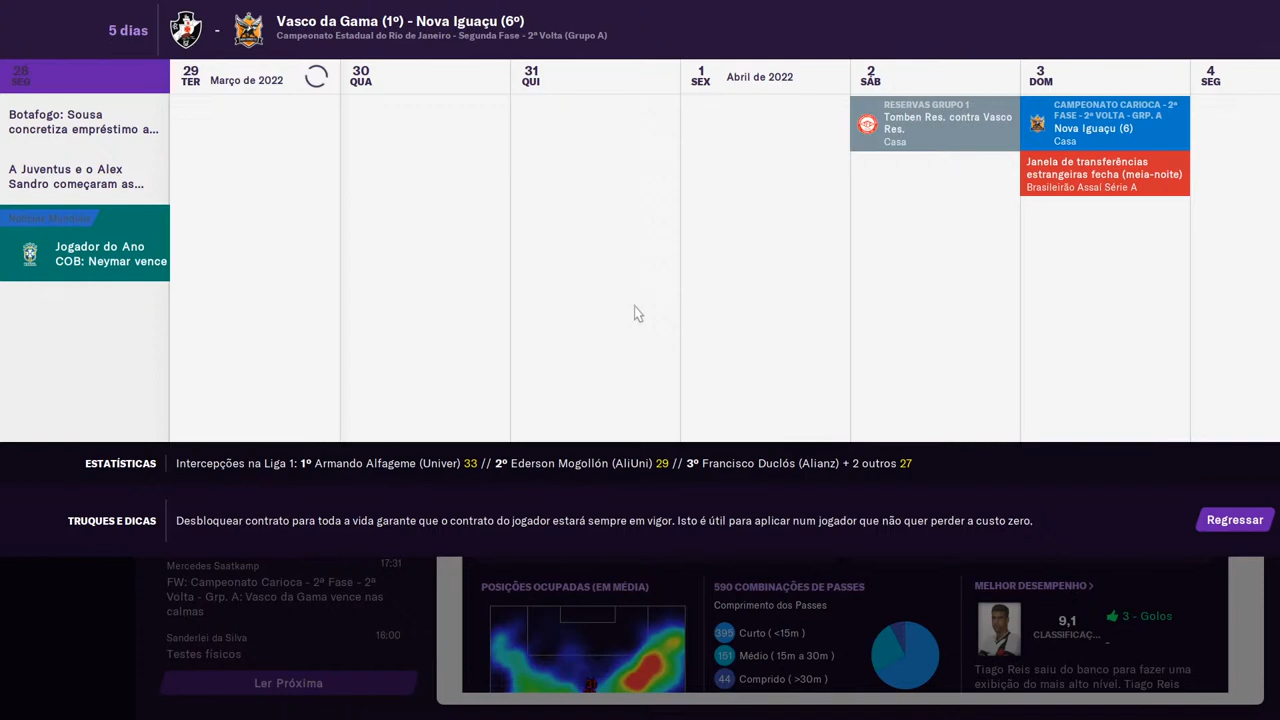 5 dias
-
Vasco da Gama (1º) - Nova Iguaçu (6º)
Campeonato Estadual do Rio de Janeiro - Segunda Fase - 2ª Volta (Grupo A)
28
SEG
29
TER
Março de 2022
30
QUA
31
QUI
1
SEX
Abril de 2022
2
SÁB
3
DOM
4
SEG
Botafogo: Sousa
concretiza empréstimo a...
A Juventus e o Alex
Sandro começaram as...
Notícias Mundiais
Jogador do Ano
COB: Neymar vence
RESERVAS GRUPO 1
Tomben Res. contra Vasco
Res.
Casa
CAMPEONATO CARIOCA - 2ª
FASE - 2ª VOLTA - GRP. A
Nova Iguaçu (6)
Casa
Janela de transferências
estrangeiras fecha (meia-noite)
Brasileirão Assaí Série A
ESTATÍSTICAS
Intercepções na Liga 1: 1º Armando Alfageme (Univer) 33 // 2º Ederson Mogollón (AliUni) 29 // 3º Francisco Duclós (Alianz) + 2 outros 27
TRUQUES E DICAS
Desbloquear contrato para toda a vida garante que o contrato do jogador estará sempre em vigor. Isto é útil para aplicar num jogador que não quer perder a custo zero.
Regressar
Mercedes Saatkamp
17:31
FW: Campeonato Carioca - 2ª Fase - 2ª
Volta - Grp. A: Vasco da Gama vence nas
calmas
Sanderlei da Silva
16:00
Testes físicos
Ler Próxima
POSIÇÕES OCUPADAS (EM MÉDIA)
590 COMBINAÇÕES DE PASSES
Comprimento dos Passes
395 Curto ( <15m )
151 Médio ( 15m a 30m )
44 Comprido ( >30m )
MELHOR DESEMPENHO >
9,1
CLASSIFICAÇ...
3 - Golos
-
Tiago Reis saiu do banco para fazer uma
exibição do mais alto nível. Tiago Reis